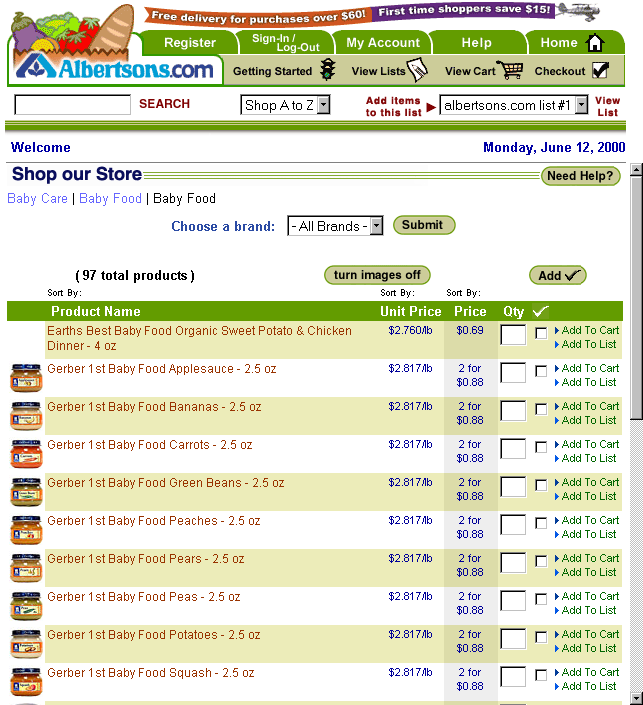 Free delivery for purchases over $60! First time shoppers save $15!
Register
Sign-In /
Log-Out
My Account
Help
Home
Albertsons.com
Getting Started
View Lists
View Cart
Checkout
SEARCH
Shop A to Z
Add items
to this list
albertsons.com list #1
View
List
Welcome
Monday, June 12, 2000
Shop our Store
Need Help?
Baby Care | Baby Food | Baby Food
Choose a brand:
- All Brands -
Submit
( 97 total products )
turn images off
Add
Sort By: Sort By: Sort By:
Product Name Unit Price Price Qty
Earths Best Baby Food Organic Sweet Potato & Chicken $2.760/lb $0.69 Add To Cart
Dinner - 4 oz Add To List
Gerber 1st Baby Food Applesauce - 2.5 oz $2.817/lb 2 for Add To Cart
$0.88 Add To List
Gerber 1st Baby Food Bananas - 2.5 oz $2.817/lb 2 for Add To Cart
$0.88 Add To List
Gerber 1st Baby Food Carrots - 2.5 oz $2.817/lb 2 for Add To Cart
$0.88 Add To List
Gerber 1st Baby Food Green Beans - 2.5 oz $2.817/lb 2 for Add To Cart
$0.88 Add To List
Gerber 1st Baby Food Peaches - 2.5 oz $2.817/lb 2 for Add To Cart
$0.88 Add To List
Gerber 1st Baby Food Pears - 2.5 oz $2.817/lb 2 for Add To Cart
$0.88 Add To List
Gerber 1st Baby Food Peas - 2.5 oz $2.817/lb 2 for Add To Cart
$0.88 Add To List
Gerber 1st Baby Food Potatoes - 2.5 oz $2.817/lb 2 for Add To Cart
$0.88 Add To List
Gerber 1st Baby Food Squash - 2.5 oz $2.817/lb 2 for Add To Cart
$0.88 Add To List